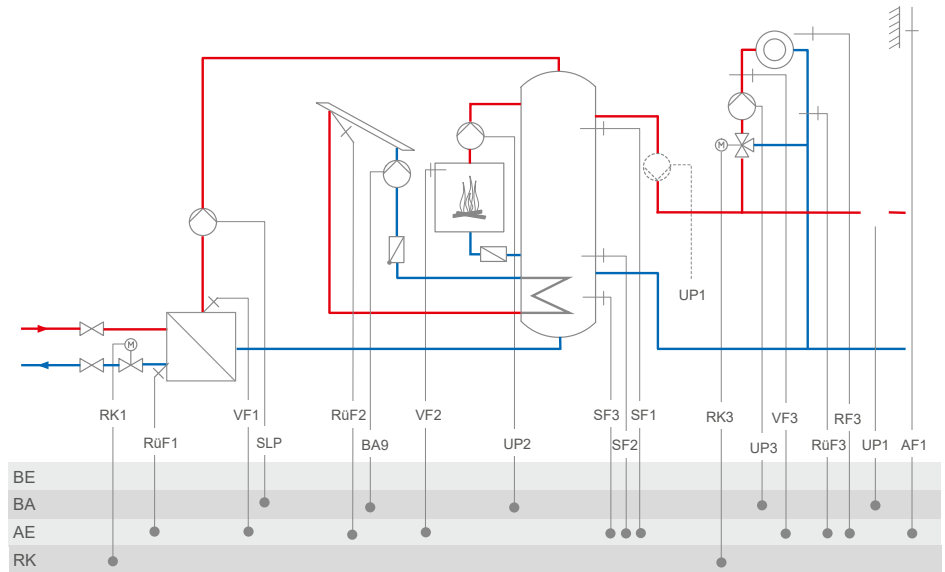 M
M
UP1
RK1
VF1
RüF2
VF2
SF3
SF1
RK3
VF3
RF3
RüF1
SLP
BA9
UP2
SF2
UP3
RüF3
UP1
AF1
BE
BA
AE
RK